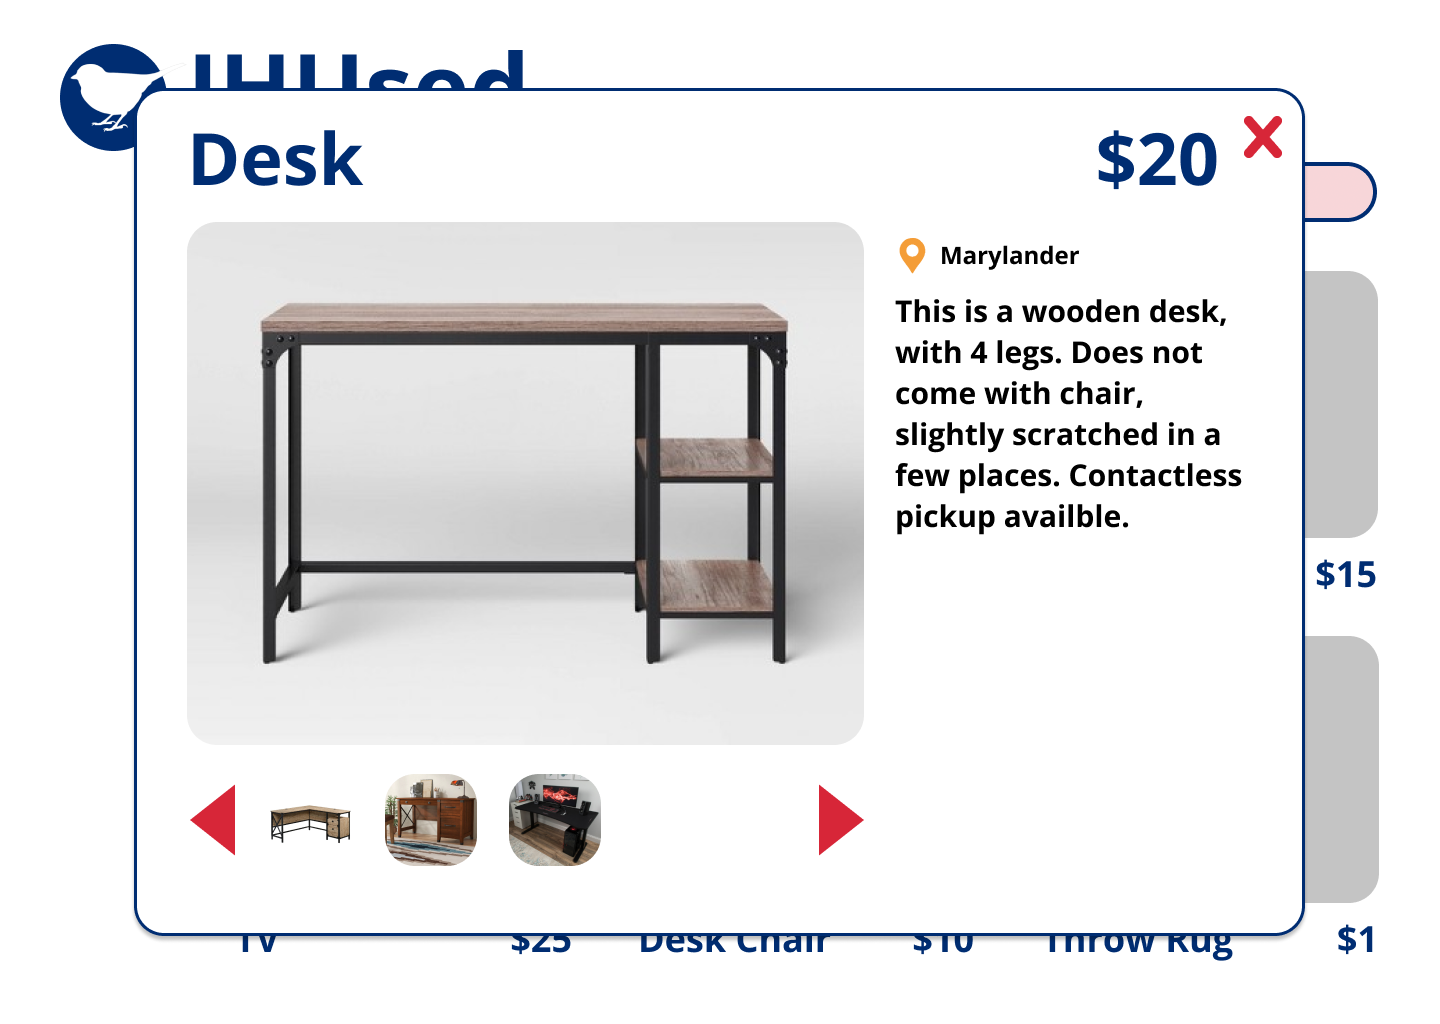 JHUsed
Desk
$20
Marylander
This is a wooden desk,
with 4 legs. Does not
come with chair,
slightly scratched in a
few places. Contactless
pickup availble.
$15
TV $25 Desk Chair $10 Throw Rug $1